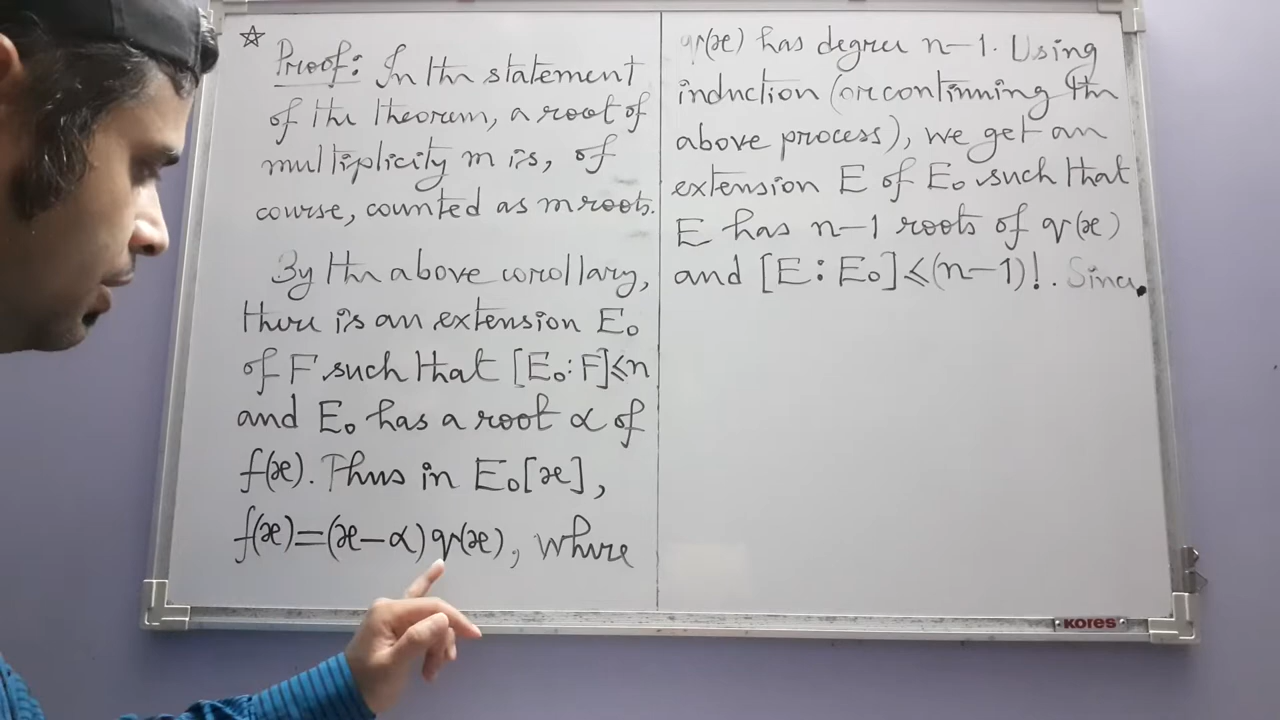 ☆ Proof: In the statement
of the theorem, a root of
multiplicity m is, of
course, counted as m roots.
By the above corollary,
there is an extension E₀
of F such that [E₀:F]≤n
and E₀ has a root α of
f(x). Thus in E₀[x],
f(x)=(x-α)q(x), where
q(x) has degree n-1. Using
induction (or continuing the
above process), we get an
extension E of E₀ such that
E has n-1 roots of q(x)
and [E:E₀]≤(n-1)!. Since
KORES